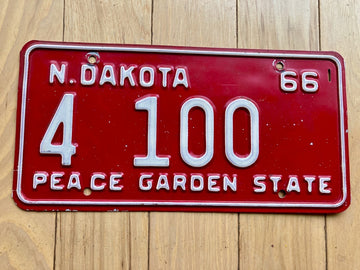 N. DAKOTA 66
4 100
PEACE GARDEN STATE